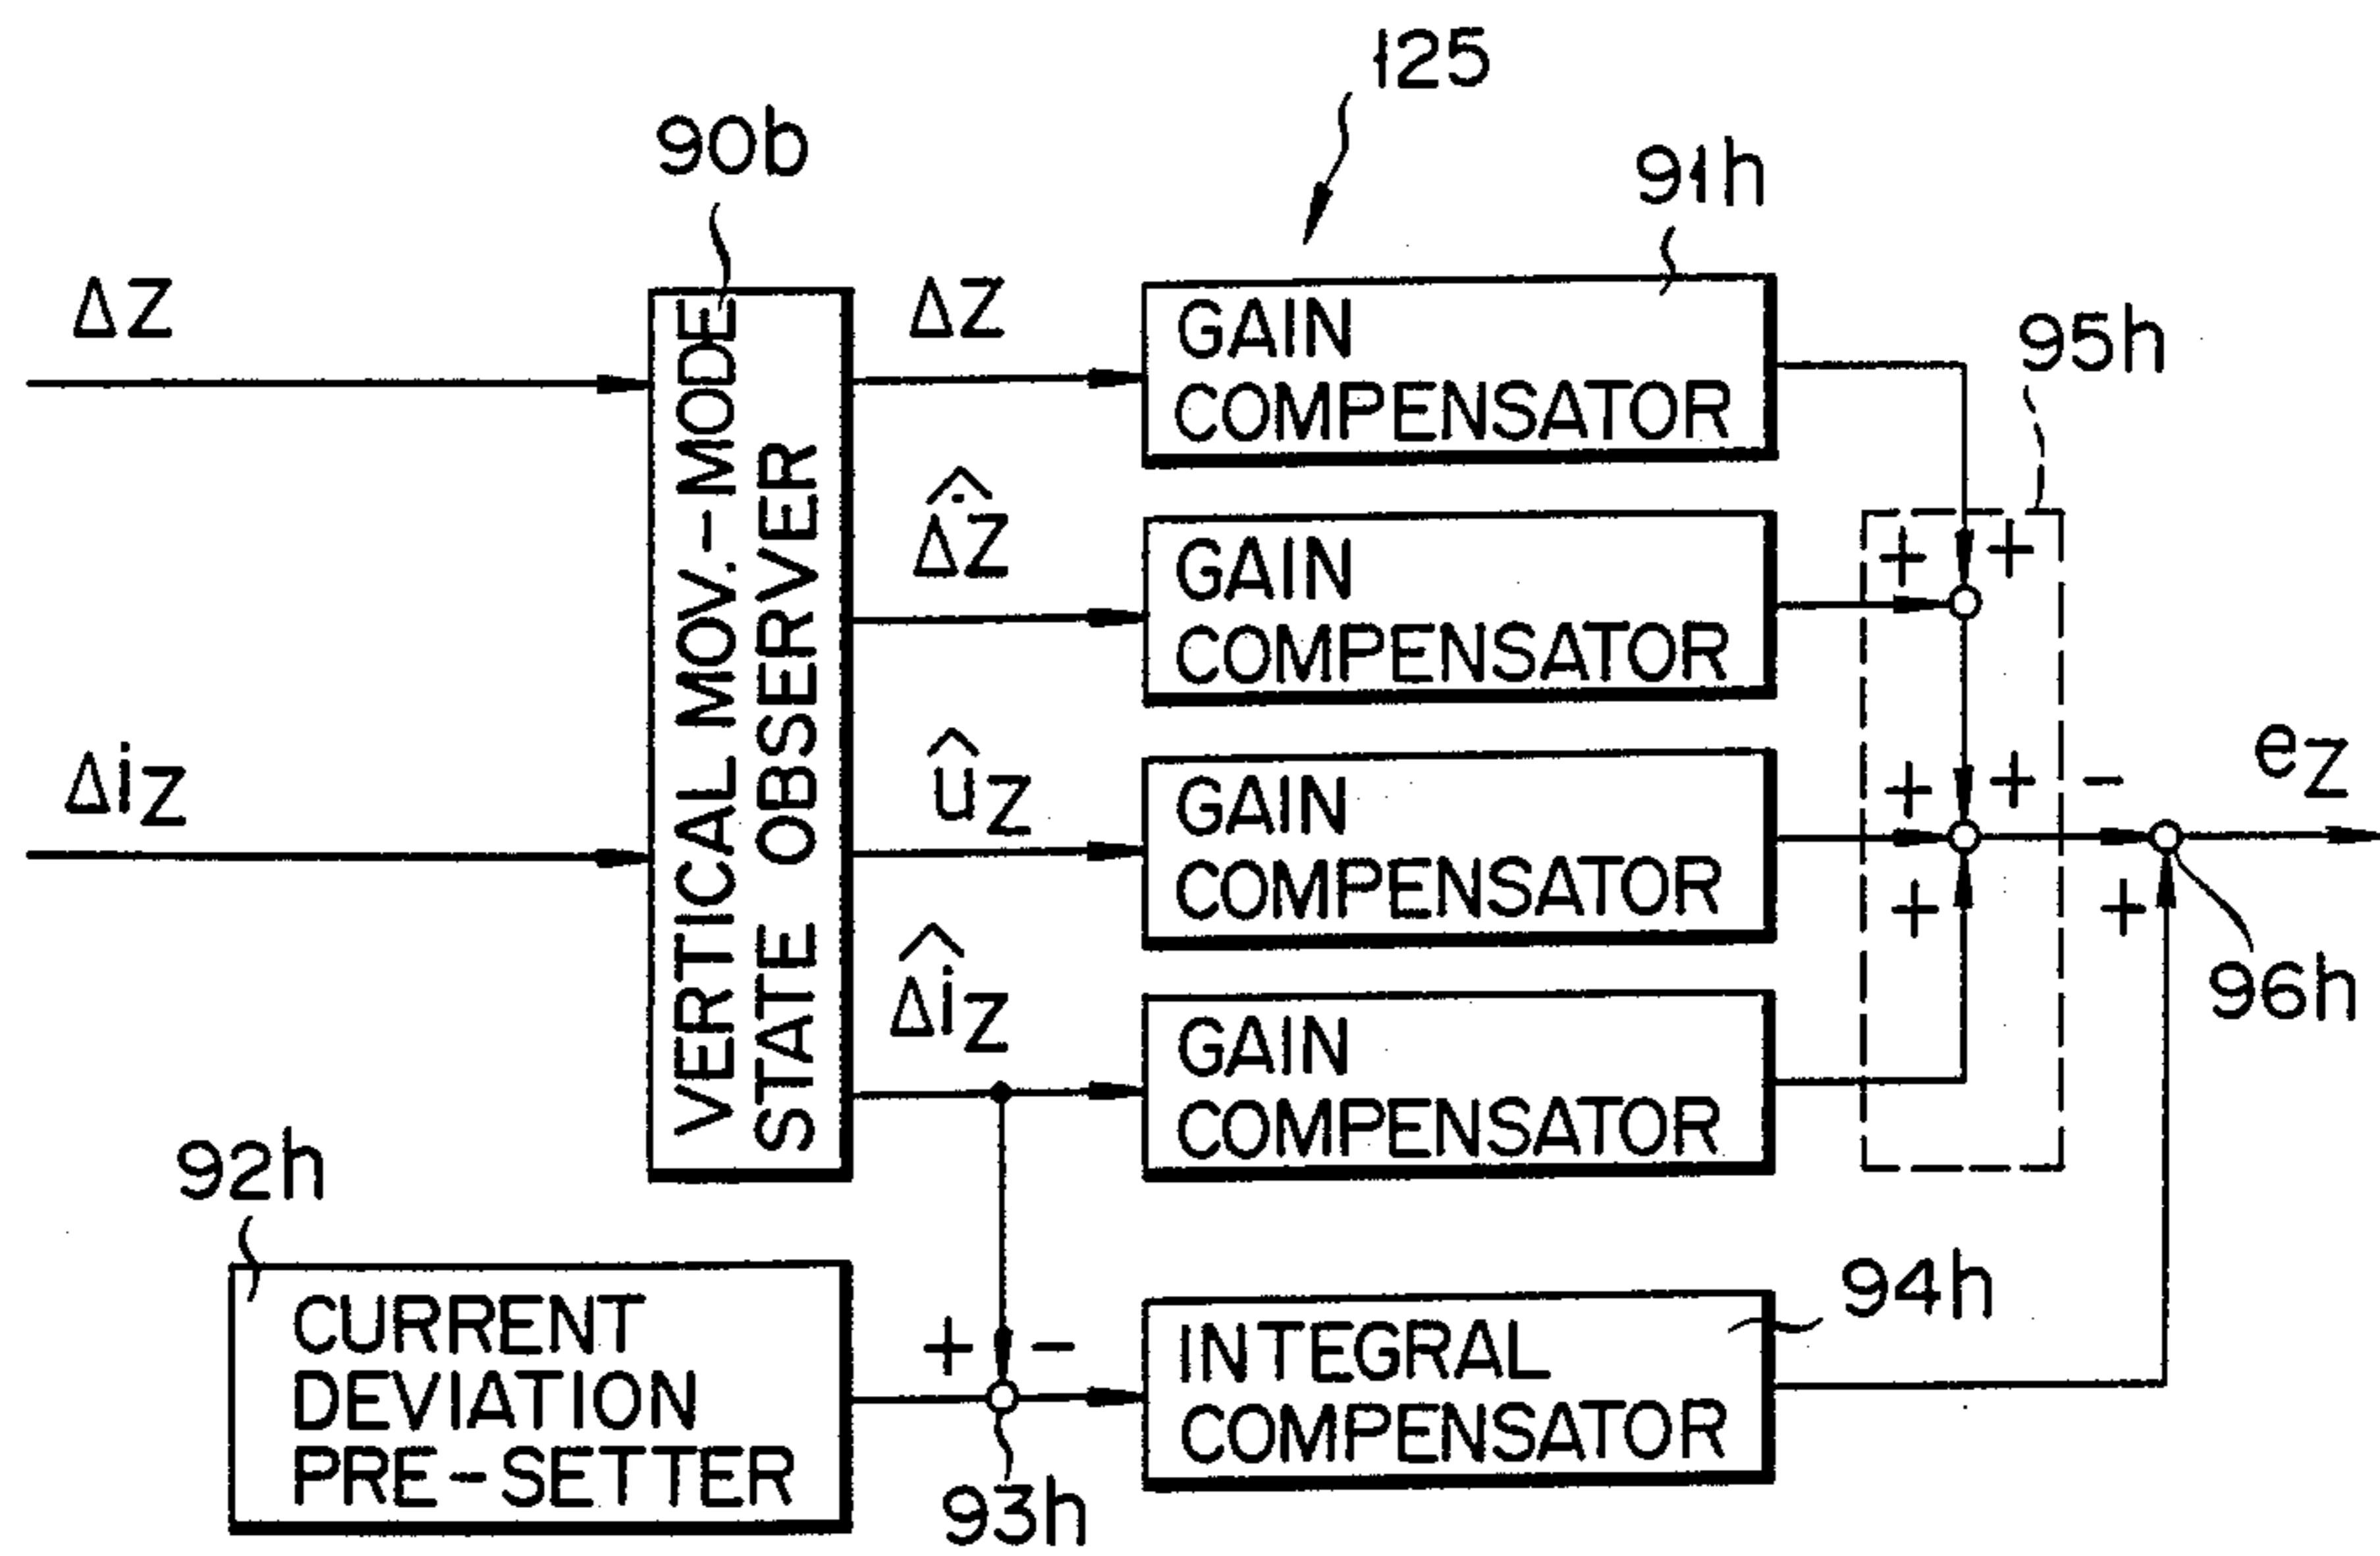 125
90b
91h
ΔZ
ΔZ
GAIN
COMPENSATOR
95h
Δ̂Ż
GAIN
COMPENSATOR
+ +
VERTICAL MOV.-MODE
STATE OBSERVER
ΔiZ
ûZ
GAIN
COMPENSATOR
+ + -
eZ
+ +
96h
Δ̂iZ
GAIN
COMPENSATOR
92h
CURRENT
DEVIATION
PRE-SETTER
+ -
93h
INTEGRAL
COMPENSATOR
94h